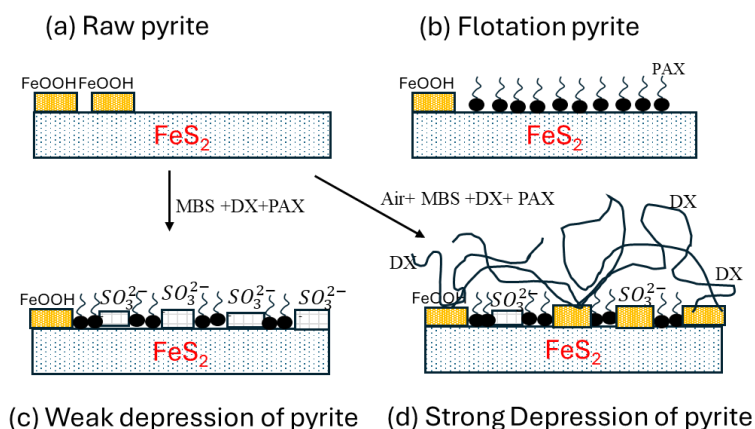 (a) Raw pyrite
(b) Flotation pyrite
FeOOH FeOOH
FeS₂
FeOOH
PAX
FeS₂
MBS +DX+PAX
Air+ MBS +DX+ PAX
DX
DX
DX
FeOOH
SO₃²⁻ SO₃²⁻ SO₃²⁻ SO₃²⁻
FeS₂
FeOOH
SO₃²⁻ SO₃²⁻
FeS₂
(c) Weak depression of pyrite
(d) Strong Depression of pyrite